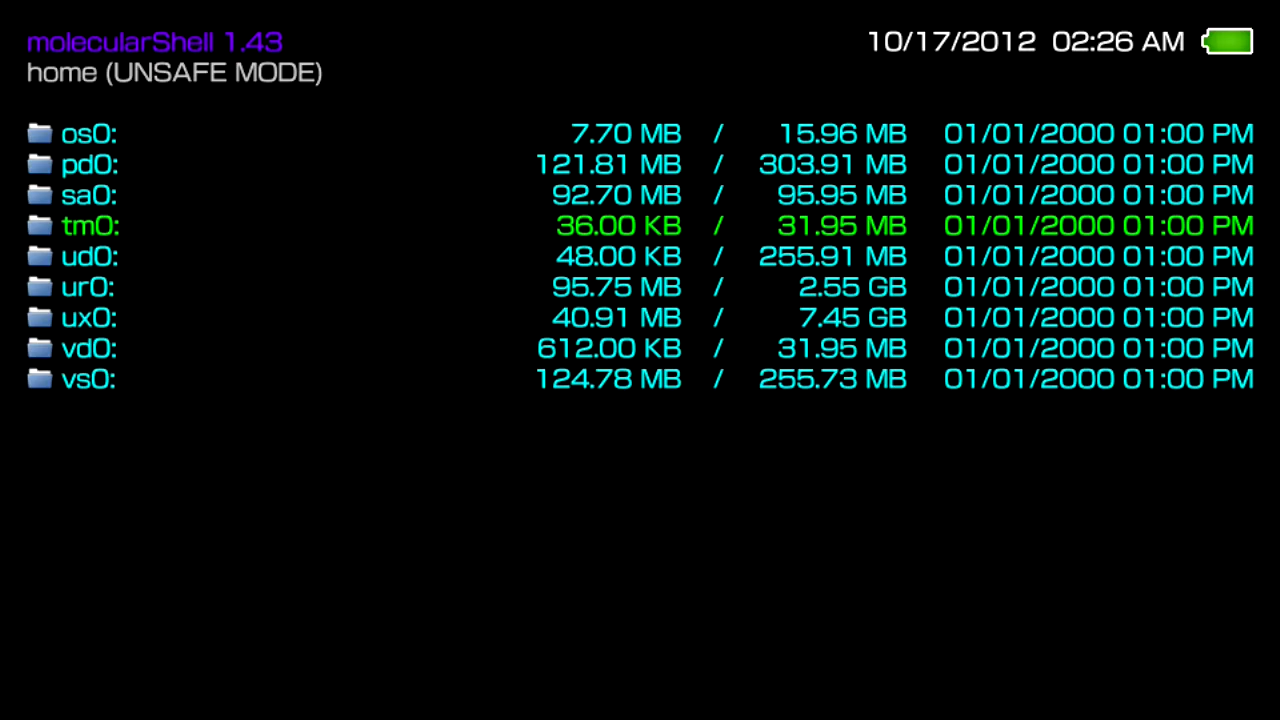 molecularShell 1.43 10/17/2012 02:26 AM
home (UNSAFE MODE)
os0: 7.70 MB / 15.96 MB 01/01/2000 01:00 PM
pd0: 121.81 MB / 303.91 MB 01/01/2000 01:00 PM
sa0: 92.70 MB / 95.95 MB 01/01/2000 01:00 PM
tm0: 36.00 KB / 31.95 MB 01/01/2000 01:00 PM
ud0: 48.00 KB / 255.91 MB 01/01/2000 01:00 PM
ur0: 95.75 MB / 2.55 GB 01/01/2000 01:00 PM
ux0: 40.91 MB / 7.45 GB 01/01/2000 01:00 PM
vd0: 612.00 KB / 31.95 MB 01/01/2000 01:00 PM
vs0: 124.78 MB / 255.73 MB 01/01/2000 01:00 PM